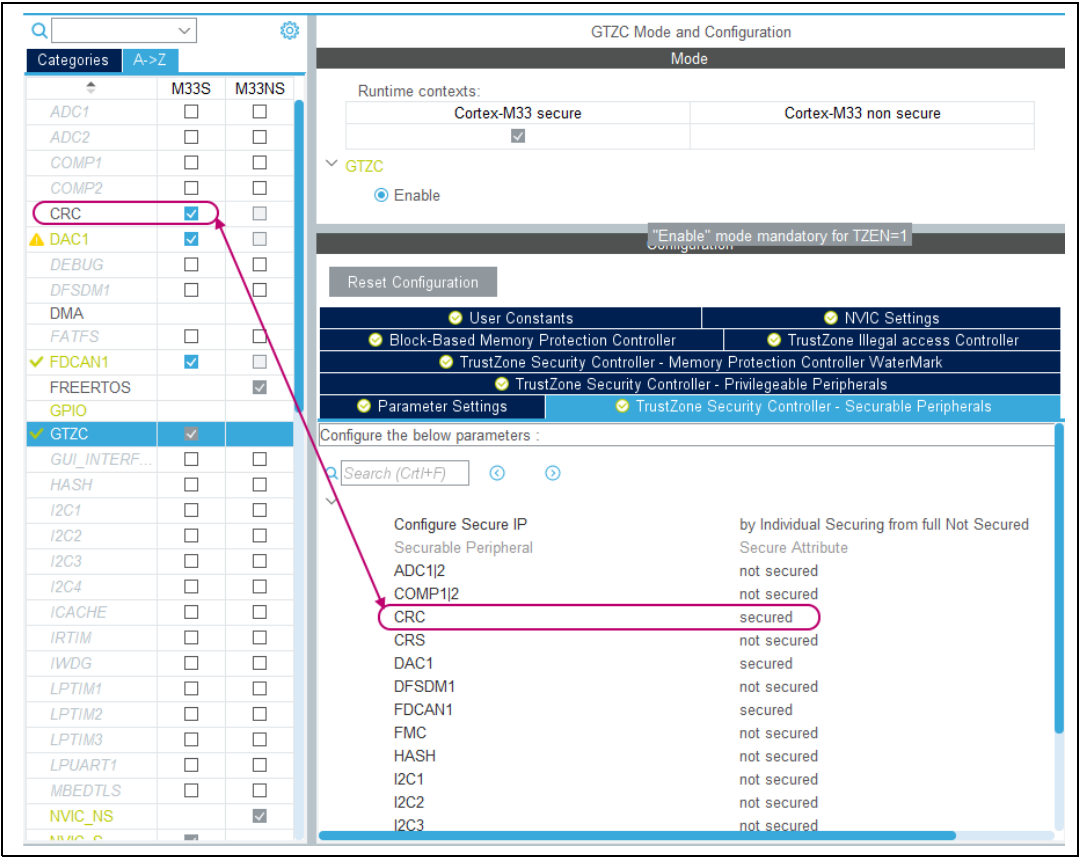 GTZC Mode and Configuration
Categories A->Z
Mode
M33S M33NS
Runtime contexts:
Cortex-M33 secure Cortex-M33 non secure
GTZC
Enable
"Enable" mode mandatory for TZEN=1
Reset Configuration
User Constants NVIC Settings
Block-Based Memory Protection Controller TrustZone Illegal access Controller
TrustZone Security Controller - Memory Protection Controller WaterMark
TrustZone Security Controller - Privilegeable Peripherals
Parameter Settings TrustZone Security Controller - Securable Peripherals
Configure the below parameters :
Search (Crtl+F)
Configure Secure IP by Individual Securing from full Not Secured
Securable Peripheral Secure Attribute
ADC1|2 not secured
COMP1|2 not secured
CRC secured
CRS not secured
DAC1 secured
DFSDM1 not secured
FDCAN1 secured
FMC not secured
HASH not secured
I2C1 not secured
I2C2 not secured
I2C3 not secured
ADC1
ADC2
COMP1
COMP2
CRC
DAC1
DEBUG
DFSDM1
DMA
FATFS
FDCAN1
FREERTOS
GPIO
GTZC
GUI_INTERF...
HASH
I2C1
I2C2
I2C3
I2C4
ICACHE
IRTIM
IWDG
LPTIM1
LPTIM2
LPTIM3
LPUART1
MBEDTLS
NVIC_NS